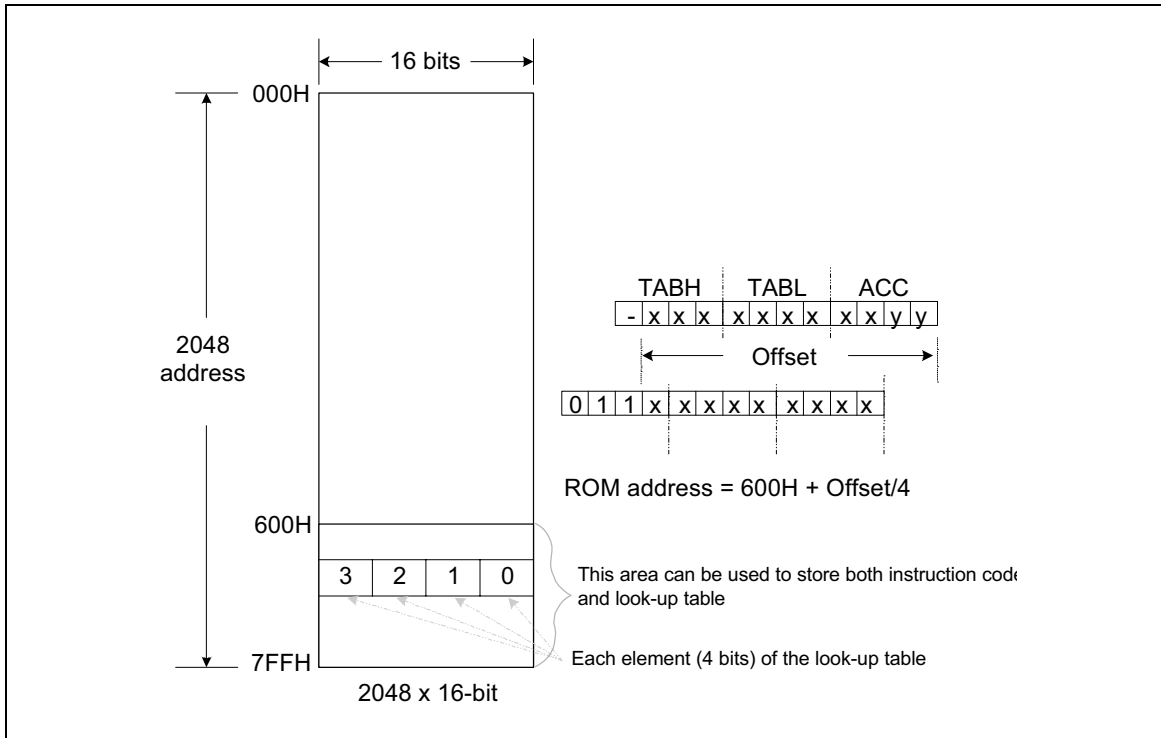 16 bits
000H
2048
address
TABH TABL ACC
- x x x x x x x x x y y
Offset
0 1 1 x x x x x x x x x
ROM address = 600H + Offset/4
600H
3 2 1 0
This area can be used to store both instruction code
and look-up table
Each element (4 bits) of the look-up table
7FFH
2048 x 16-bit